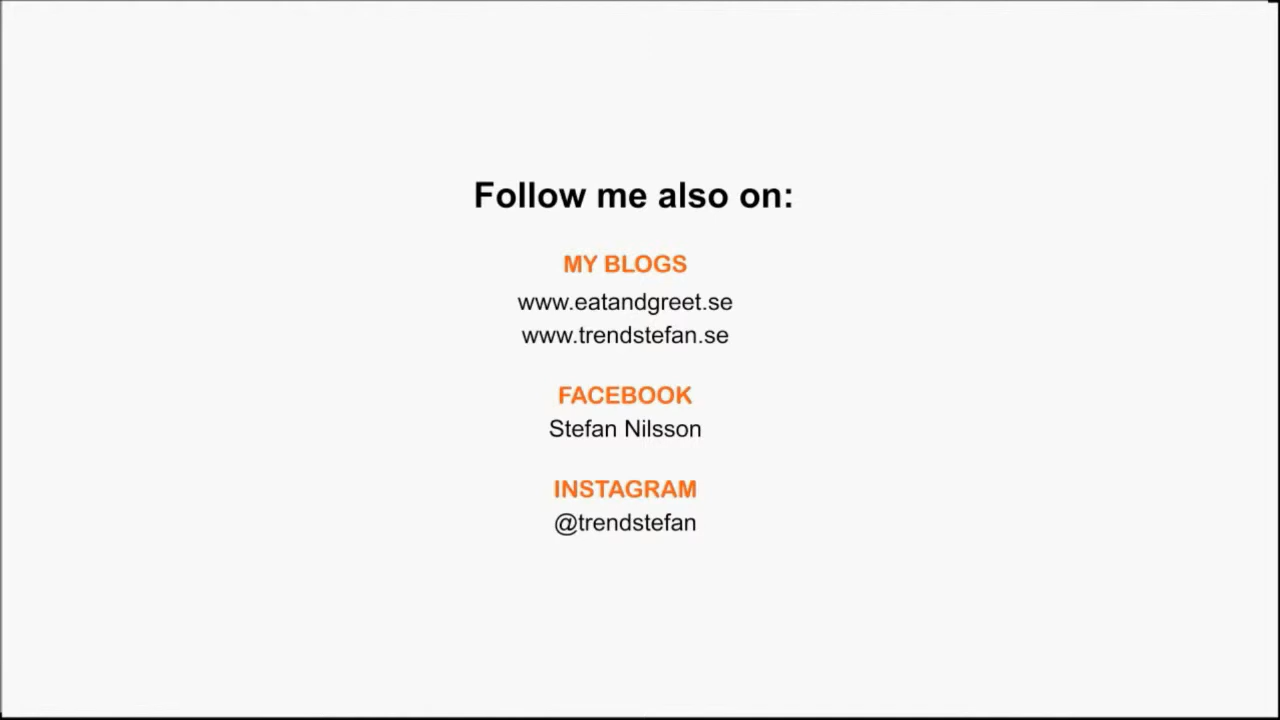 Follow me also on:
MY BLOGS
www.eatandgreet.se
www.trendstefan.se
FACEBOOK
Stefan Nilsson
INSTAGRAM
@trendstefan